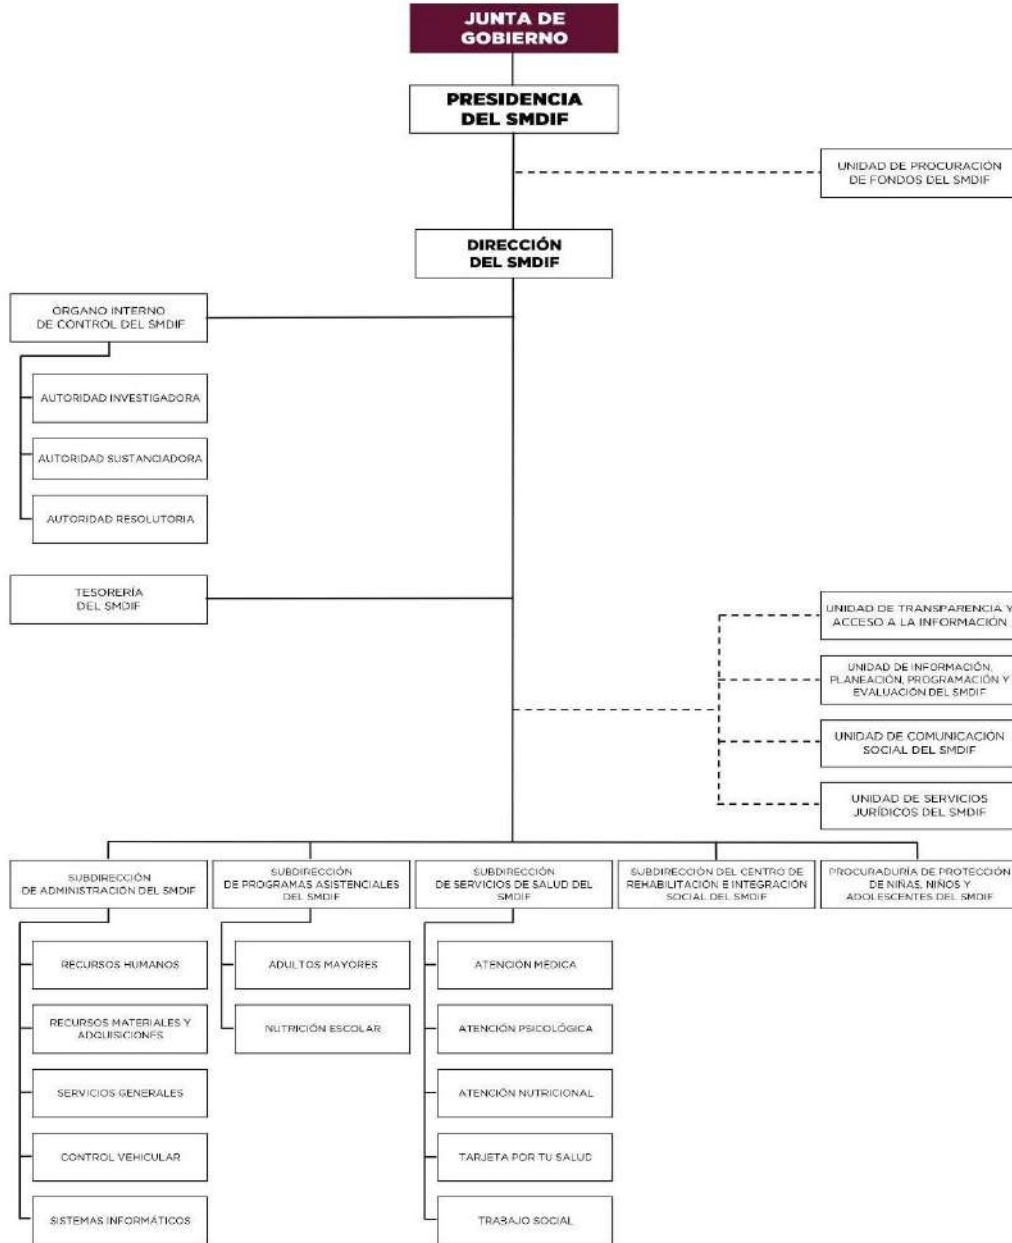 JUNTA DE
GOBIERNO
PRESIDENCIA
DEL SMDIF
UNIDAD DE PROCURACIÓN
DE FONDOS DEL SMDIF
DIRECCIÓN
DEL SMDIF
ÓRGANO INTERNO
DE CONTROL DEL SMDIF
AUTORIDAD INVESTIGADORA
AUTORIDAD SUSTANCIADORA
AUTORIDAD RESOLUTORIA
TESORERÍA
DEL SMDIF
UNIDAD DE TRANSPARENCIA Y
ACCESO A LA INFORMACIÓN
UNIDAD DE INFORMACIÓN,
PLANEACIÓN, PROGRAMACIÓN Y
EVALUACIÓN DEL SMDIF
UNIDAD DE COMUNICACIÓN
SOCIAL DEL SMDIF
UNIDAD DE SERVICIOS
JURÍDICOS DEL SMDIF
SUBDIRECCIÓN
DE ADMINISTRACIÓN DEL SMDIF
RECURSOS HUMANOS
RECURSOS MATERIALES Y
ADQUISICIONES
SERVICIOS GENERALES
CONTROL VEHICULAR
SISTEMAS INFORMÁTICOS
SUBDIRECCIÓN
DE PROGRAMAS ASISTENCIALES
DEL SMDIF
ADULTOS MAYORES
NUTRICIÓN ESCOLAR
SUBDIRECCIÓN
DE SERVICIOS DE SALUD DEL
SMDIF
ATENCIÓN MÉDICA
ATENCIÓN PSICOLÓGICA
ATENCIÓN NUTRICIONAL
TARJETA POR TU SALUD
TRABAJO SOCIAL
SUBDIRECCIÓN DEL CENTRO DE
REHABILITACIÓN E INTEGRACIÓN
SOCIAL DEL SMDIF
PROCURADURÍA DE PROTECCIÓN
DE NIÑAS, NIÑOS Y
ADOLESCENTES DEL SMDIF